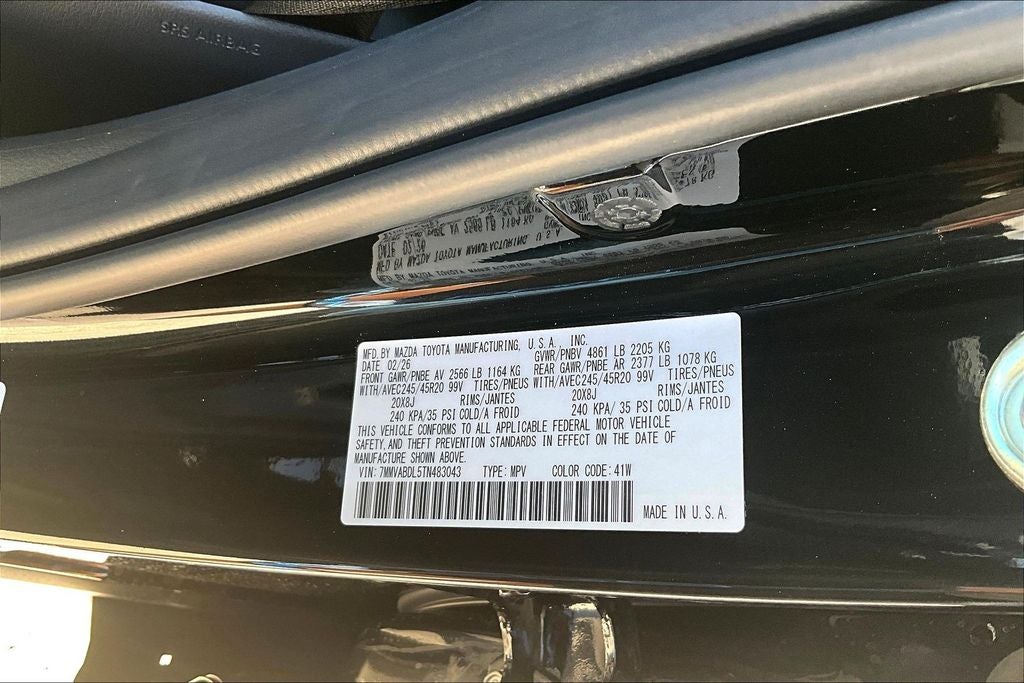 SRS AIRBAG
MFD. BY MAZDA TOYOTA MANUFACTURING, U.S.A., INC.
DATE 02/26 GVWR/PNBV 4861 LB 2205 KG
FRONT GAWR/PNBE AV 2566 LB 1164 KG REAR GAWR/PNBE AR 2377 LB 1078 KG
WITH/AVEC245/45R20 99V TIRES/PNEUS WITH/AVEC245/45R20 99V TIRES/PNEUS
20X8J RIMS/JANTES 20X8J RIMS/JANTES
240 KPA/35 PSI COLD/A FROID 240 KPA/ 35 PSI COLD/A FROID
THIS VEHICLE CONFORMS TO ALL APPLICABLE FEDERAL MOTOR VEHICLE
SAFETY, AND THEFT PREVENTION STANDARDS IN EFFECT ON THE DATE OF
MANUFACTURE SHOWN ABOVE.
VIN: 7MMVABDL5TN483043 TYPE: MPV COLOR CODE: 41W
MADE IN U.S.A.